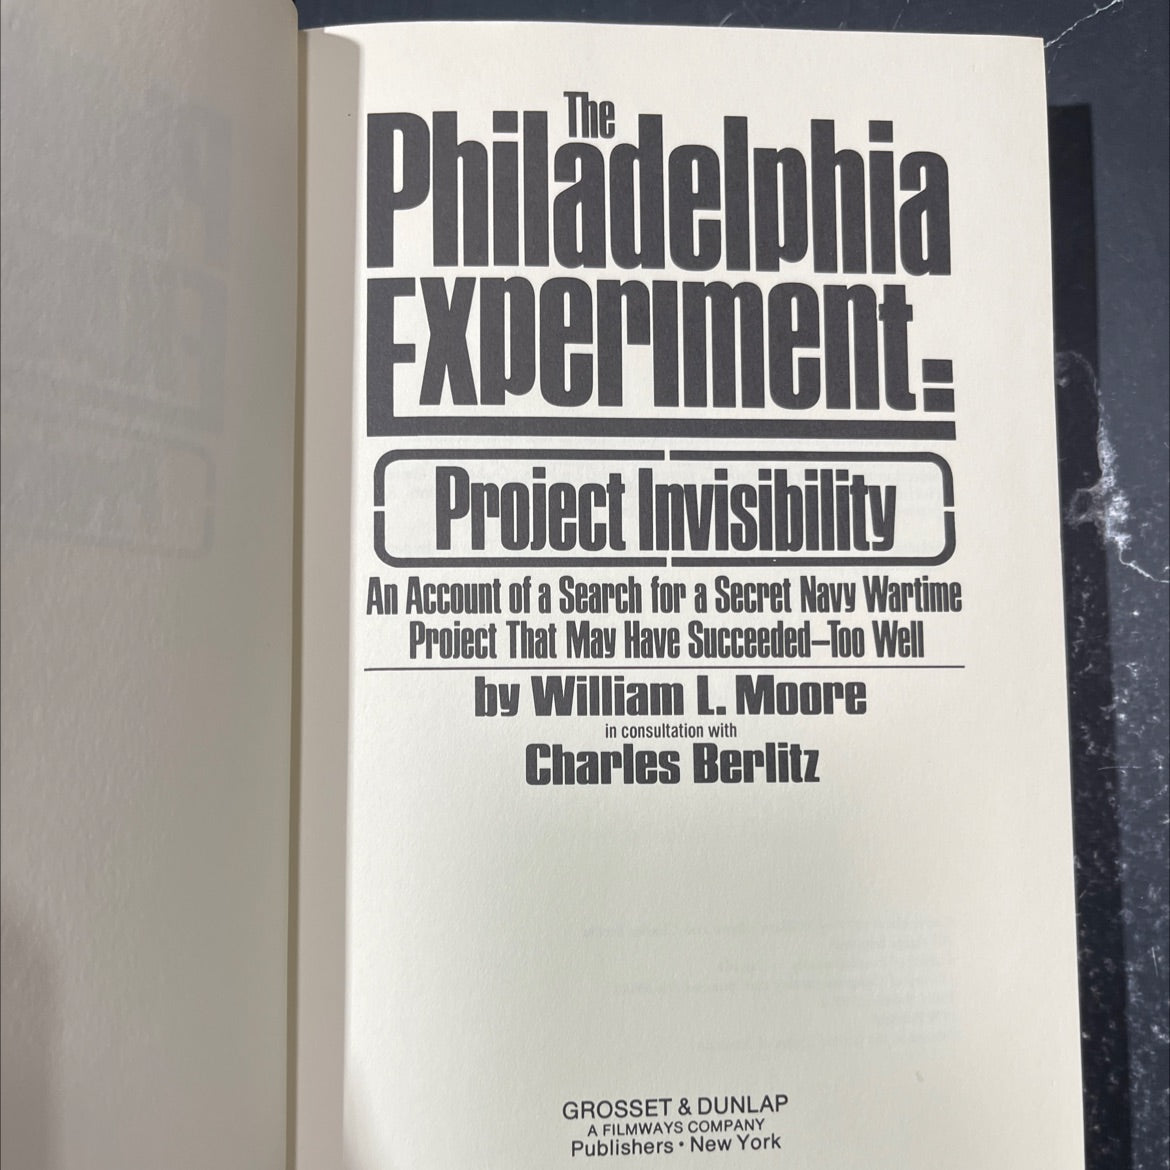 The
Philadelphia
Experiment:
Project Invisibility
An Account of a Search for a Secret Navy Wartime
Project That May Have Succeeded—Too Well
by William L. Moore
in consultation with
Charles Berlitz
GROSSET & DUNLAP
A FILMWAYS COMPANY
Publishers • New York